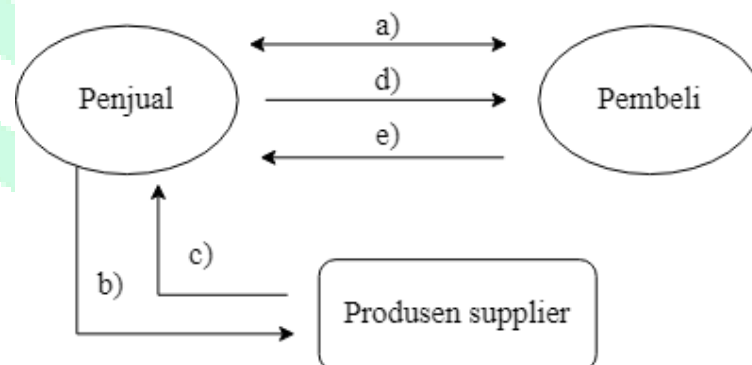 a)
Penjual
d)
Pembeli
e)
c)
b)
Produsen supplier